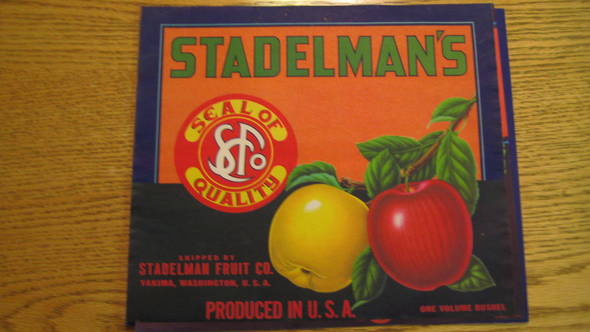 STADELMAN'S
SEAL OF
SFCo
QUALITY
SHIPPED BY
STADELMAN FRUIT CO.
YAKIMA, WASHINGTON, U. S. A.
PRODUCED IN U. S. A.
ONE VOLUME BUSHEL